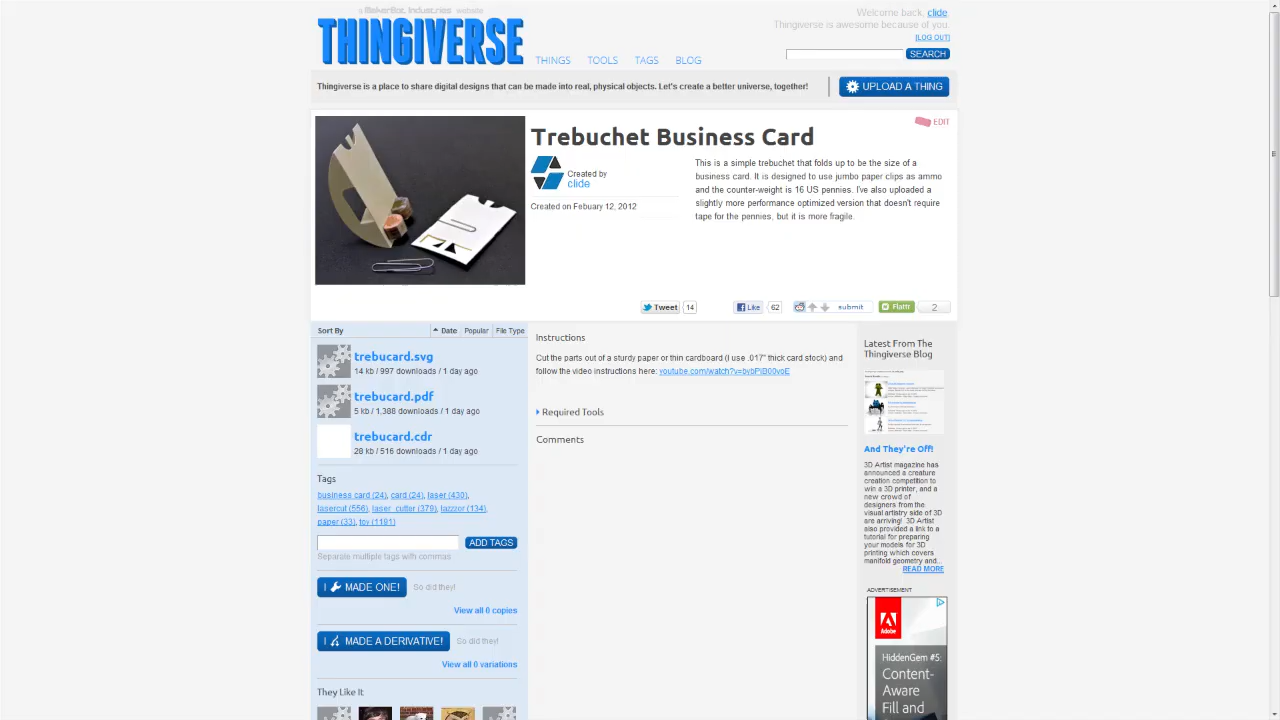 a MakerBot Industries website
THINGIVERSE
THINGS TOOLS TAGS BLOG
Welcome back, clide.
Thingiverse is awesome because of you.
(LOG OUT)
SEARCH
Thingiverse is a place to share digital designs that can be made into real, physical objects. Let's create a better universe, together!
UPLOAD A THING
EDIT
Trebuchet Business Card
Created by
clide
Created on Febuary 12, 2012
This is a simple trebuchet that folds up to be the size of a
business card. It is designed to use jumbo paper clips as ammo
and the counter-weight is 16 US pennies. I've also uploaded a
slightly more performance optimized version that doesn't require
tape for the pennies, but it is more fragile.
Tweet 14
Like 62
submit
Flattr 2
Sort By Date Popular File Type
trebucard.svg
14 kb / 997 downloads / 1 day ago
trebucard.pdf
5 kb / 1,388 downloads / 1 day ago
trebucard.cdr
28 kb / 516 downloads / 1 day ago
Tags
business card (24), card (24), laser (430),
lasercut (556), laser_cutter (379), lazzzor (134),
paper (33), toy (1191)
ADD TAGS
Separate multiple tags with commas
I MADE ONE! So did they!
View all 0 copies
I MADE A DERIVATIVE! So did they!
View all 0 variations
They Like It
Instructions
Cut the parts out of a sturdy paper or thin cardboard (I use .017" thick card stock) and
follow the video instructions here:
Required Tools
Comments
Latest From The
Thingiverse Blog
And They're Off!
3D Artist magazine has
announced a creature
creation competition to
win a 3D printer, and a
new crowd of
designers from the
visual artistry side of 3D
are arriving! 3D Artist
also provided a link to a
tutorial for preparing
your models for 3D
printing which covers
manifold geometry and...
READ MORE
ADVERTISEMENT
Adobe
HiddenGem #5:
Content-
Aware
Fill and